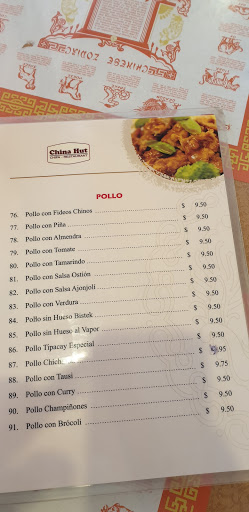 CHINESE ZODIAC
China Hut
CHIFA - RESTAURANT
POLLO
76. Pollo con Fideos Chinos $ 9.50
77. Pollo con Piña $ 9.50
78. Pollo con Almendra $ 9.50
79. Pollo con Tomate $ 9.50
80. Pollo con Tamarindo $ 9.50
81. Pollo con Salsa Ostión $ 9.50
82. Pollo con Salsa Ajonjolí $ 9.50
83. Pollo con Verdura $ 9.50
84. Pollo sin Hueso Bistek $ 9.50
85. Pollo sin Hueso al Vapor $ 9.50
86. Pollo Tipacay Especial $ 9.50
87. Pollo $ 9.95
88. Pollo con Tausí $ 9.75
89. Pollo con Curry $ 9.50
90. Pollo Champiñones $ 9.50
91. Pollo con Brócoli $ 9.50